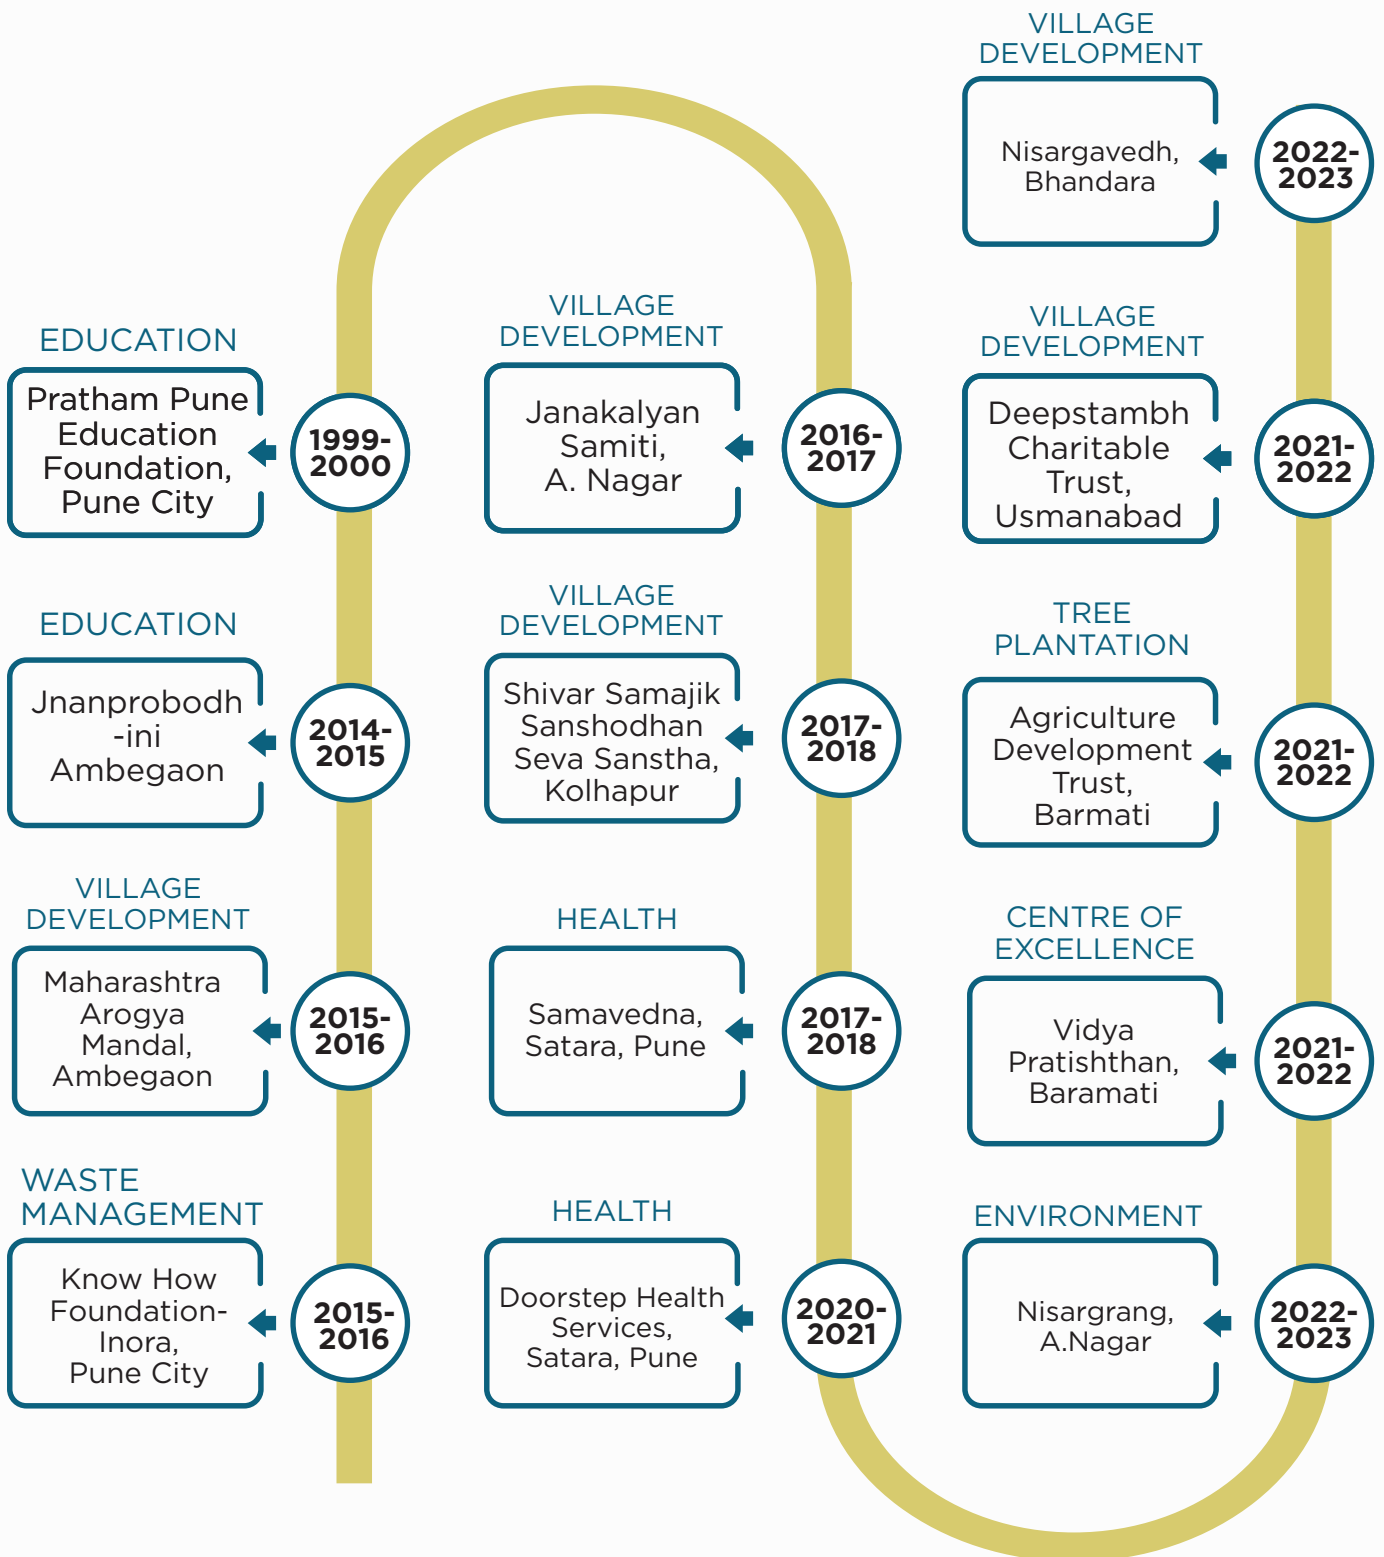 EDUCATION
Pratham Pune
Education
Foundation,
Pune City
1999-
2000
EDUCATION
Jnanprobodh
-ini
Ambegaon
2014-
2015
VILLAGE
DEVELOPMENT
Maharashtra
Arogya
Mandal,
Ambegaon
2015-
2016
WASTE
MANAGEMENT
Know How
Foundation-
Inora,
Pune City
2015-
2016
VILLAGE
DEVELOPMENT
Janakalyan
Samiti,
A. Nagar
2016-
2017
VILLAGE
DEVELOPMENT
Shivar Samajik
Sanshodhan
Seva Sanstha,
Kolhapur
2017-
2018
HEALTH
Samavedna,
Satara, Pune
2017-
2018
HEALTH
Doorstep Health
Services,
Satara, Pune
2020-
2021
VILLAGE
DEVELOPMENT
Nisargavedh,
Bhandara
2022-
2023
VILLAGE
DEVELOPMENT
Deepstambh
Charitable
Trust,
Usmanabad
2021-
2022
TREE
PLANTATION
Agriculture
Development
Trust,
Barmati
2021-
2022
CENTRE OF
EXCELLENCE
Vidya
Pratishthan,
Baramati
2021-
2022
ENVIRONMENT
Nisargrang,
A.Nagar
2022-
2023